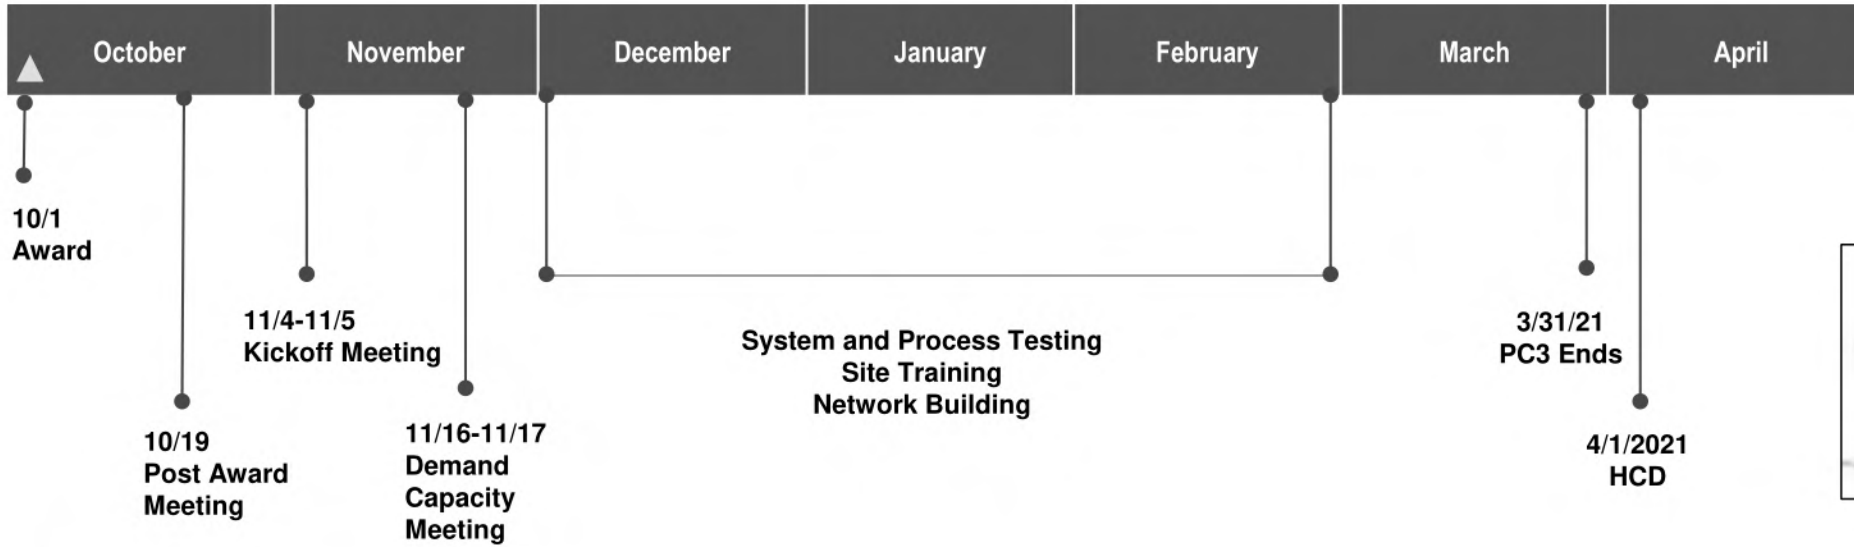 October
November
December
January
February
March
April
10/1
Award
10/19
Post Award
Meeting
11/4-11/5
Kickoff Meeting
11/16-11/17
Demand
Capacity
Meeting
System and Process Testing
Site Training
Network Building
3/31/21
PC3 Ends
4/1/2021
HCD